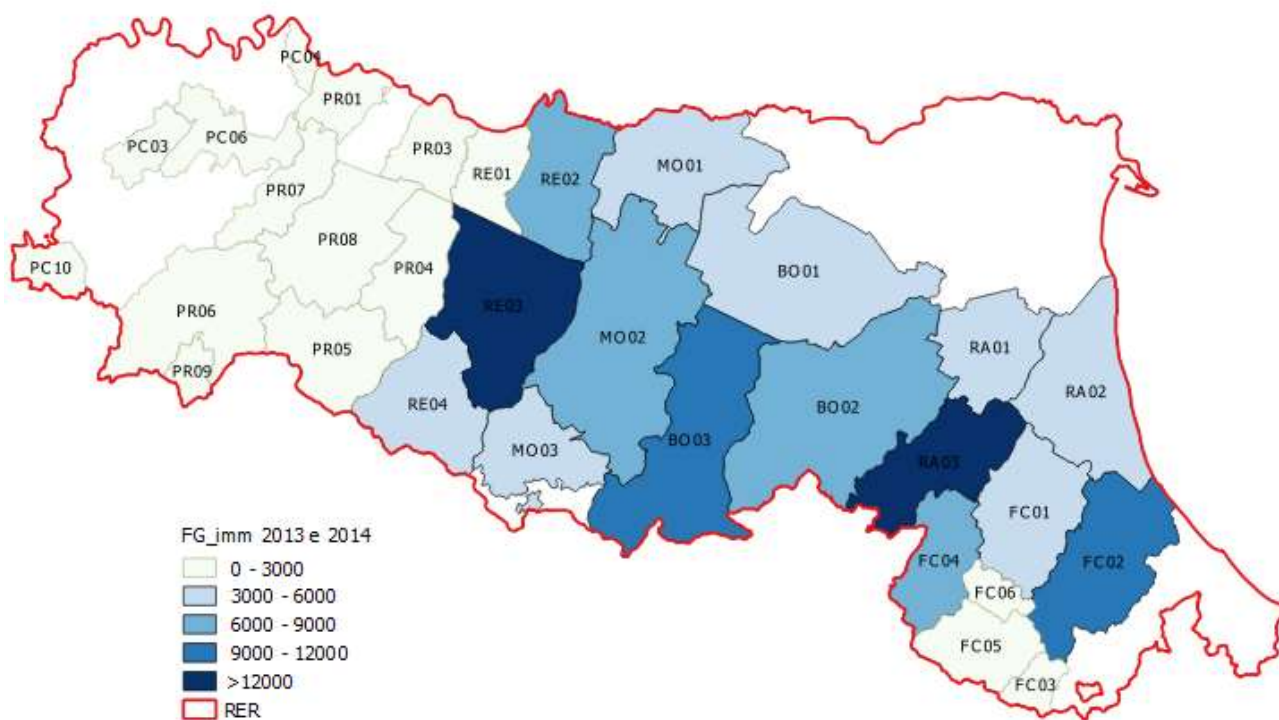 PC04
PR01
PC03
PC06
PR03
MO01
RE01
RE02
PR07
PR08
PR04
PC10
BO01
RE03
PR06
MO02
PR05
RA01
PR09
RA02
RE04
BO02
BO03
MO03
RA03
FC01
FC04
FC02
FC06
FC05
FC03
FG_imm 2013 e 2014
0 - 3000
3000 - 6000
6000 - 9000
9000 - 12000
>12000
RER